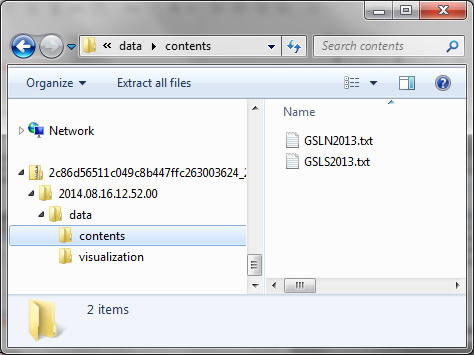 « data contents
Search contents
Organize Extract all files
Name
Network
GSLN2013.txt
GSLS2013.txt
2c86d56511c049c8b447ffc263003624_2
2014.08.16.12.52.00
data
contents
visualization
2 items